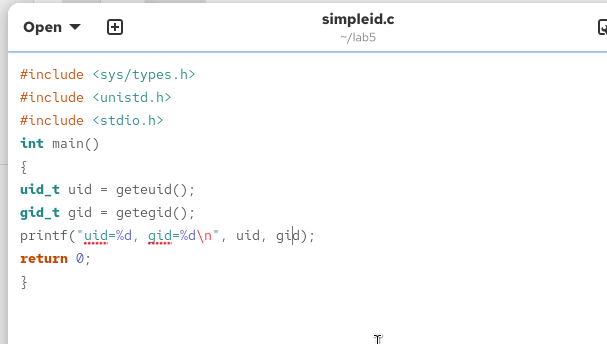 Open
simpleid.c
~/lab5
#include <sys/types.h>
#include <unistd.h>
#include <stdio.h>
int main()
{
uid_t uid = geteuid();
gid_t gid = getegid();
printf("uid=%d, gid=%d\n", uid, gid);
return 0;
}